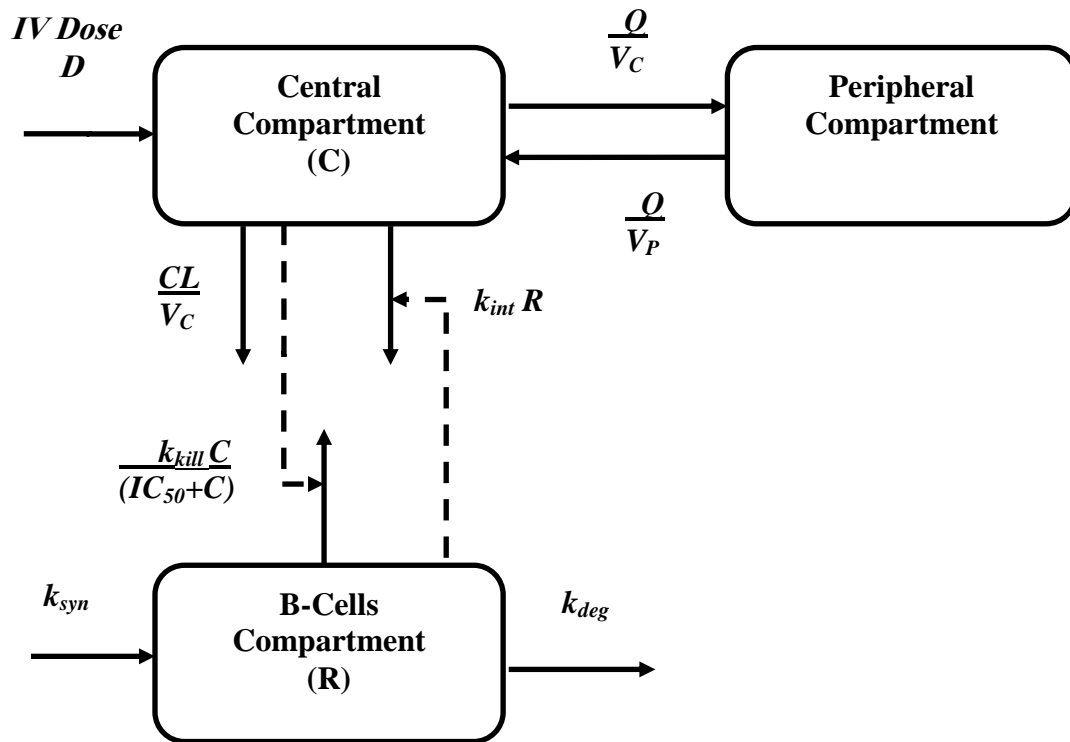 IV Dose
D
Central
Compartment
(C)
Q
V_C
Peripheral
Compartment
Q
V_P
CL
V_C
k_int R
k_kill C
(IC_50+C)
k_syn
B-Cells
Compartment
(R)
k_deg